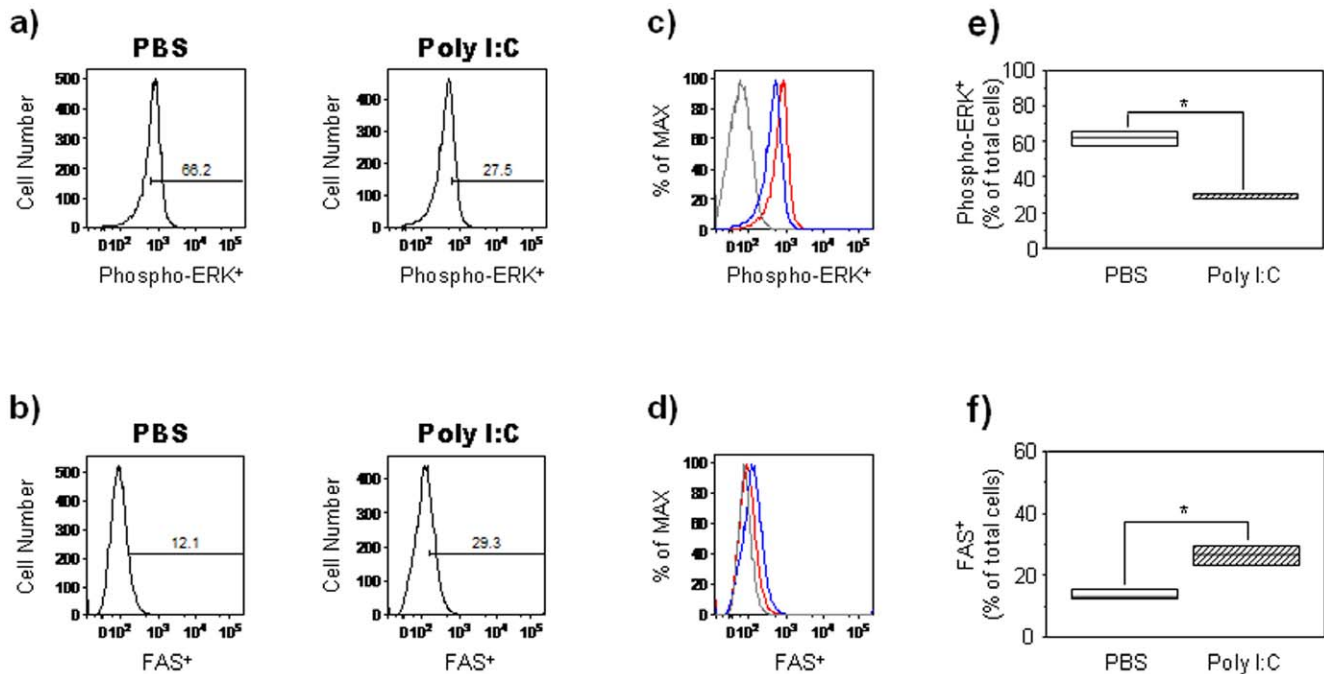 a)
PBS
Cell Number
500
400
300
200
100
0
66.2
0 10² 10³ 10⁴ 10⁵
Phospho-ERK⁺
Poly I:C
Cell Number
500
400
300
200
100
0
27.5
0 10² 10³ 10⁴ 10⁵
Phospho-ERK⁺
c)
% of MAX
100
80
60
40
20
0
0 10² 10³ 10⁴ 10⁵
Phospho-ERK⁺
e)
Phospho-ERK⁺
(% of total cells)
100
80
60
40
20
0
*
PBS
Poly I:C
b)
PBS
Cell Number
500
400
300
200
100
0
12.1
0 10² 10³ 10⁴ 10⁵
FAS⁺
Poly I:C
Cell Number
500
400
300
200
100
0
29.3
0 10² 10³ 10⁴ 10⁵
FAS⁺
d)
% of MAX
100
80
60
40
20
0
0 10² 10³ 10⁴ 10⁵
FAS⁺
f)
FAS⁺
(% of total cells)
60
40
20
0
*
PBS
Poly I:C